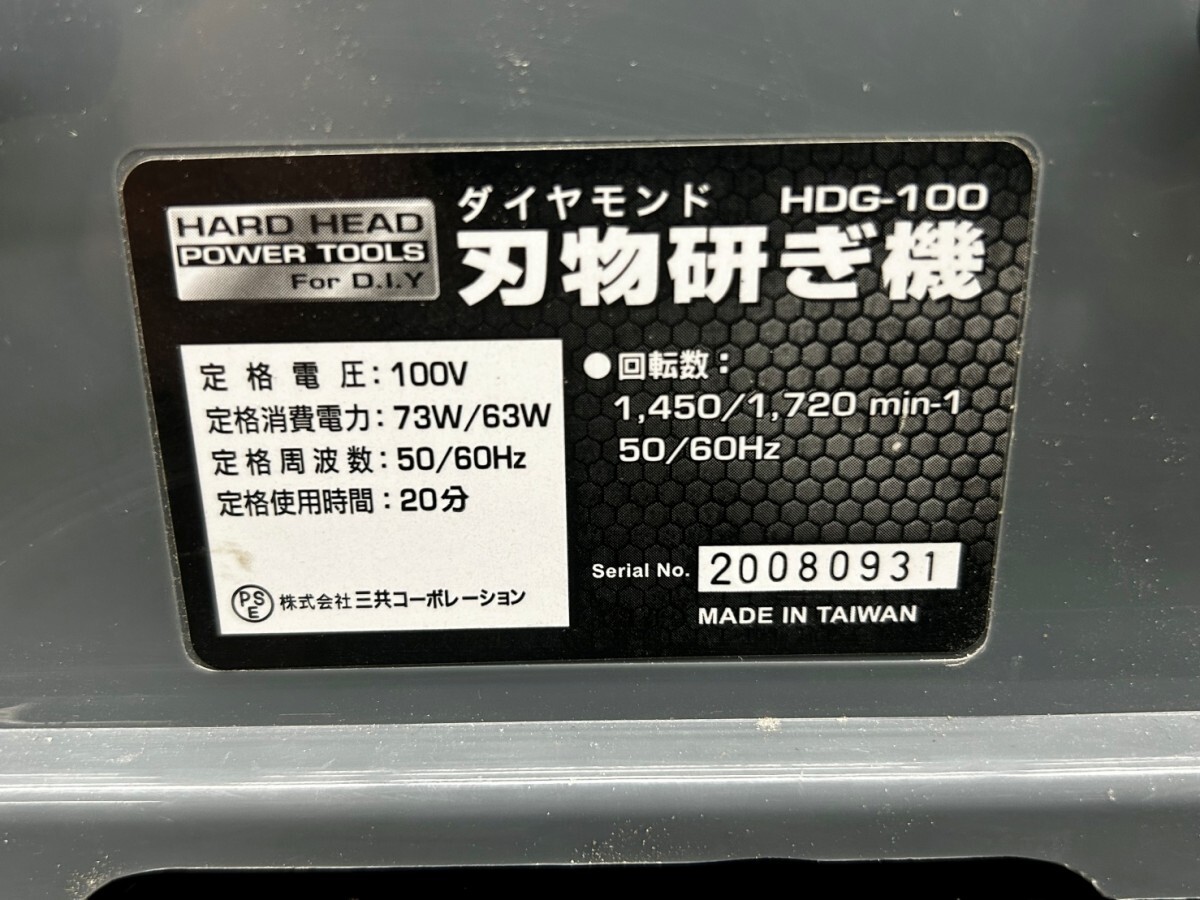 HARD HEAD
POWER TOOLS
For D.I.Y
ダイヤモンド HDG-100
刃物研ぎ機
定格電圧：100V
定格消費電力：73W/63W
定格周波数：50/60Hz
定格使用時間：20分
PSE 株式会社三共コーポレーション
●回転数：
1,450/1,720 min-1
50/60Hz
Serial No. 20080931
MADE IN TAIWAN